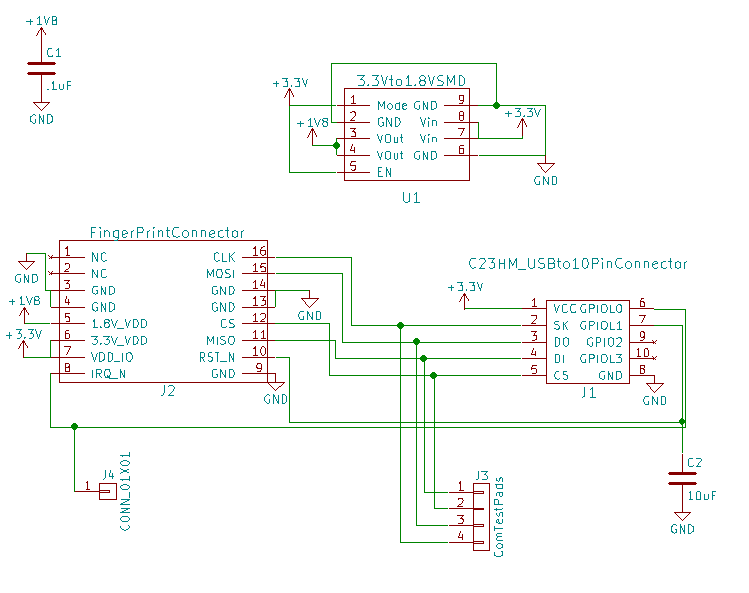 +1V8
C1
.1uF
GND
3.3Vto1.8VSMD
+3.3V
1 Mode GND 9
2 GND Vin 8
+1V8
3 VOut Vin 7
+3.3V
4 VOut GND 6
5 EN
GND
U1
FingerPrintConnector
1 NC CLK 16
2 NC MOSI 15
GND
3 GND GND 14
4 GND GND 13
GND
+1V8
5 1.8V_VDD CS 12
+3.3V
6 3.3V_VDD MISO 11
7 VDD_IO RST_N 10
8 IRQ_N GND 9
GND
J2
C23HM_USBto10PinConnector
+3.3V
1 VCC GPIOL0 6
2 SK GPIOL1 7
3 DO GPIO2 9
4 DI GPIOL3 10
5 CS GND 8
GND
J1
J4
1
CONN_01X01
J3
1
2
3
4
ComTestPads
C2
10uF
GND